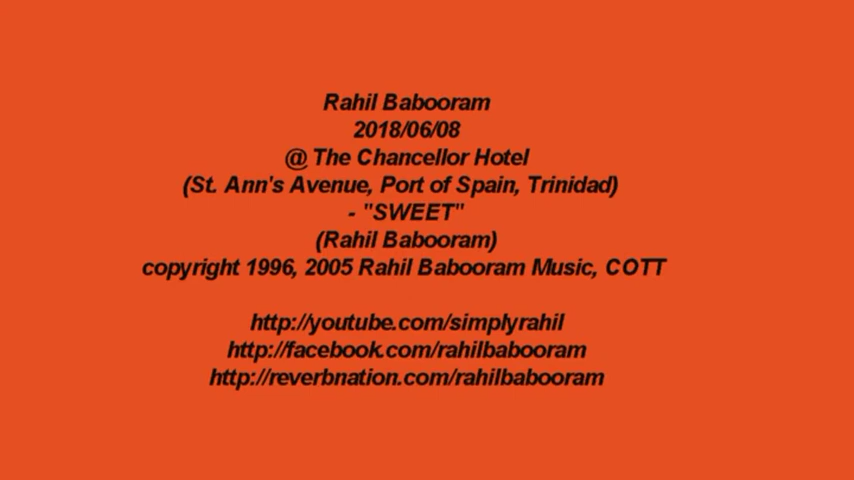 Rahil Babooram
2018/06/08
@ The Chancellor Hotel
(St. Ann's Avenue, Port of Spain, Trinidad)
- "SWEET"
(Rahil Babooram)
copyright 1996, 2005 Rahil Babooram Music, COTT
http://youtube.com/simplyrahil
http://facebook.com/rahilbabooram
http://reverbnation.com/rahilbabooram